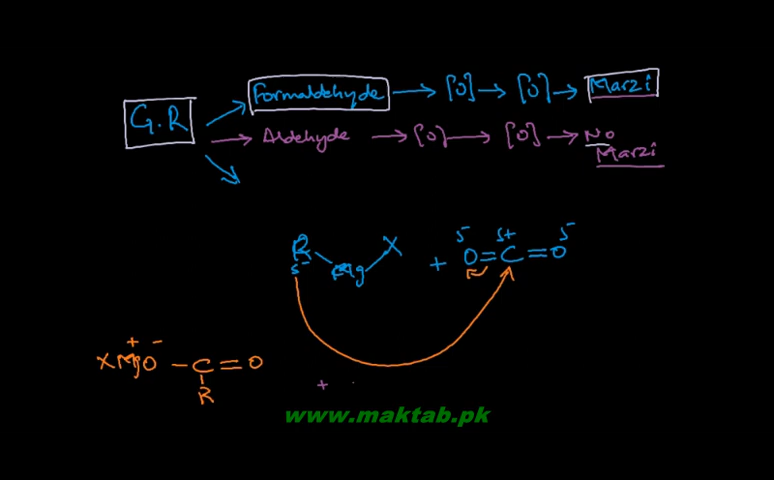 G.R
Formaldehyde → [O] → [O] → Marzi
Aldehyde → [O] → [O] → No
Marzi
R Mg X + O=C=O
δ- δ- δ+ δ-
+ -
XMgO - C = O
R
+
www.maktab.pk